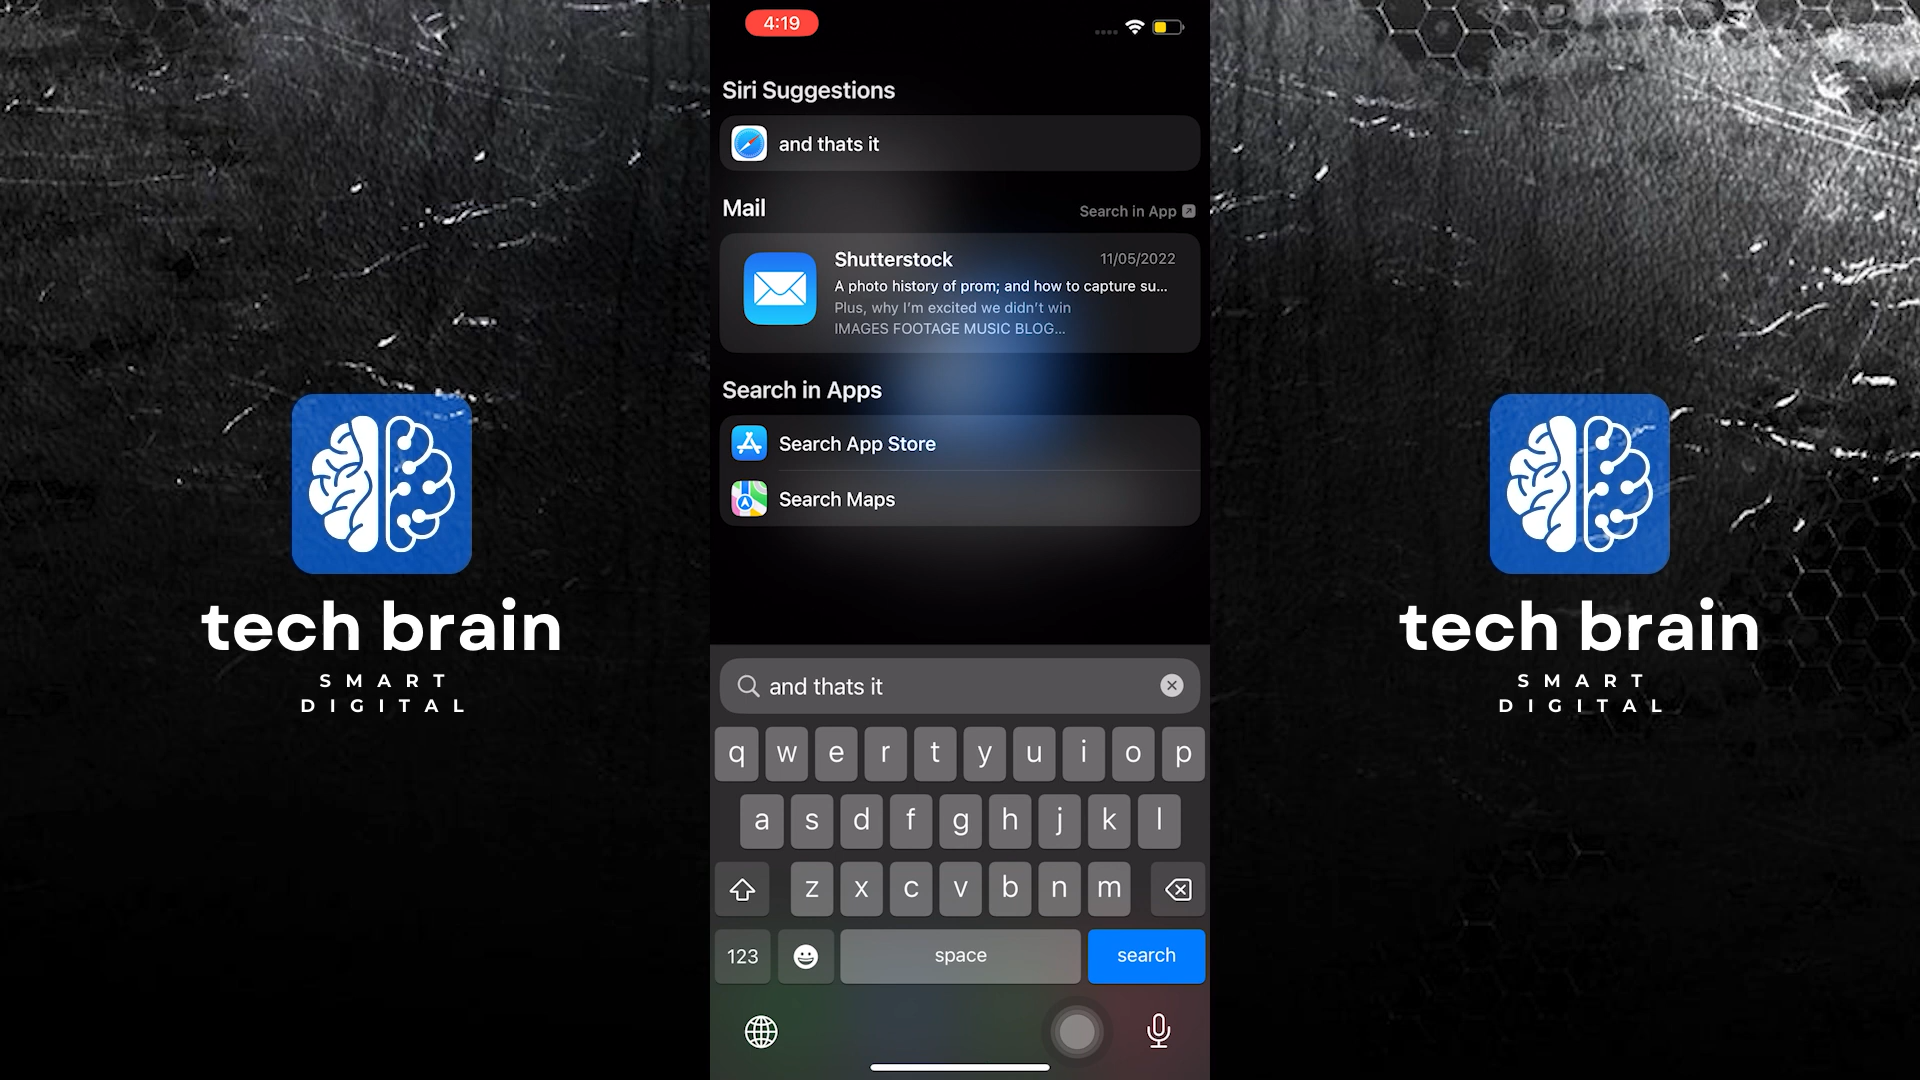 4:19
Siri Suggestions
and thats it
Mail
Search in App
Shutterstock
11/05/2022
A photo history of prom; and how to capture su...
Plus, why I'm excited we didn't win
IMAGES FOOTAGE MUSIC BLOG...
Search in Apps
Search App Store
Search Maps
and thats it
q w e r t y u i o p
a s d f g h j k l
z x c v b n m
123
space
search
tech brain
SMART
DIGITAL
tech brain
SMART
DIGITAL